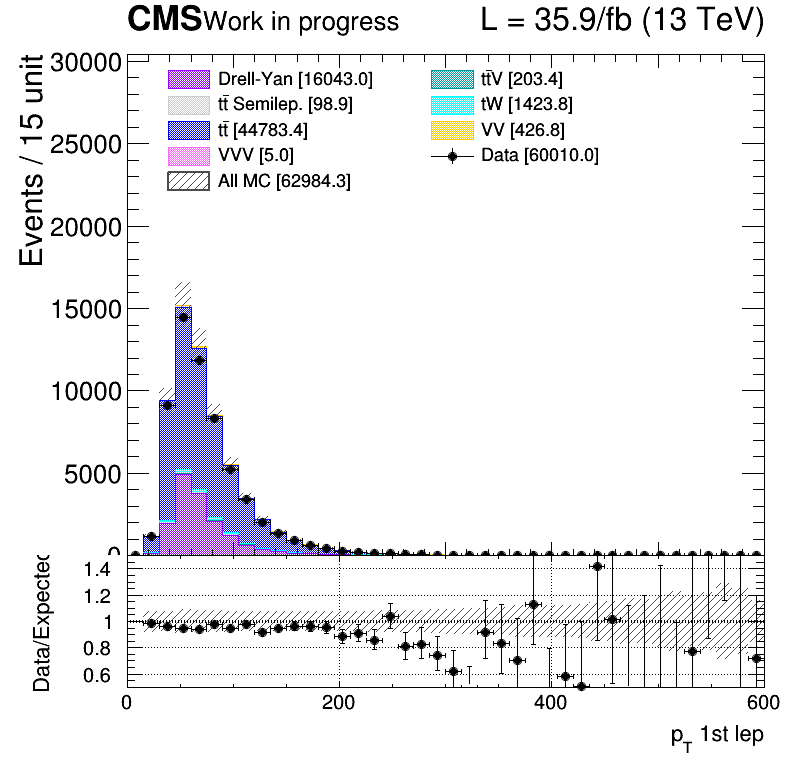 CMS Work in progress L = 35.9/fb (13 TeV)
Events / 15 unit
30000
25000
20000
15000
10000
5000
0
Drell-Yan [16043.0]
tt̄ Semilep. [98.9]
tt̄ [44783.4]
VVV [5.0]
All MC [62984.3]
tt̄V [203.4]
tW [1423.8]
VV [426.8]
Data [60010.0]
Data/Expected
1.4
1.2
1
0.8
0.6
0 200 400 600
p_T 1st lep